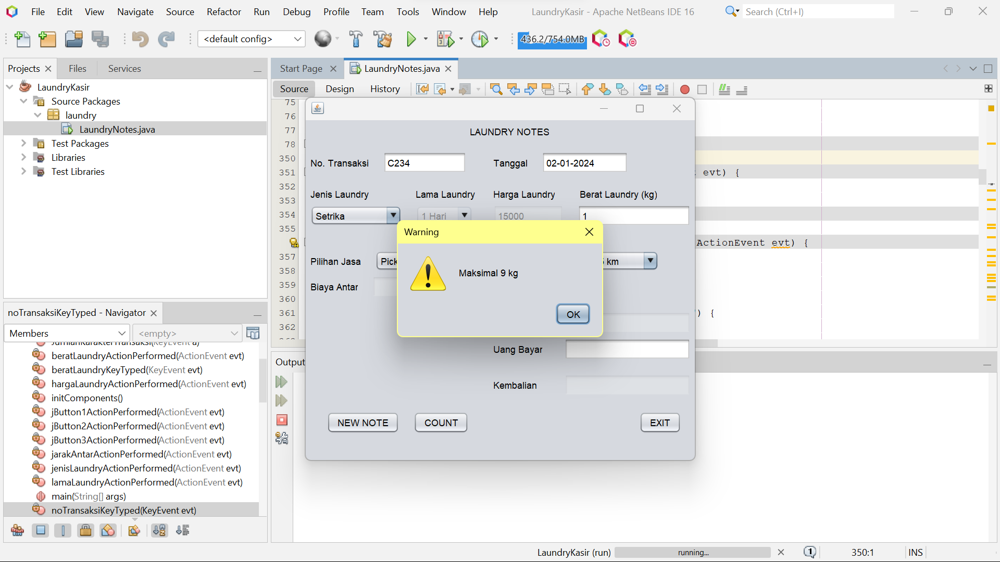 File Edit View Navigate Source Refactor Run Debug Profile Team Tools Window Help
LaundryKasir - Apache NetBeans IDE 16
Search (Ctrl+I)
<default config>
436.2/754.0MB
Projects
Files
Services
LaundryKasir
Source Packages
laundry
LaundryNotes.java
Test Packages
Libraries
Test Libraries
Start Page
LaundryNotes.java
Source
Design
History
75
76
77
78
350
351
evt) {
352
353
354
355
ActionEvent evt) {
357
358
359
360
361
) {
362
LAUNDRY NOTES
No. Transaksi
C234
Tanggal
02-01-2024
Jenis Laundry
Lama Laundry
Harga Laundry
Berat Laundry (kg)
Setrika
1 Hari
15000
1
Pilihan Jasa
Pick
km
Biaya Antar
Warning
Maksimal 9 kg
OK
Uang Bayar
Kembalian
NEW NOTE
COUNT
EXIT
noTransaksiKeyTyped - Navigator
Members
<empty>
beratLaundryActionPerformed(ActionEvent evt)
beratLaundryKeyTyped(KeyEvent evt)
hargaLaundryActionPerformed(ActionEvent evt)
initComponents()
jButton1ActionPerformed(ActionEvent evt)
jButton2ActionPerformed(ActionEvent evt)
jButton3ActionPerformed(ActionEvent evt)
jarakAntarActionPerformed(ActionEvent evt)
jenisLaundryActionPerformed(ActionEvent evt)
lamaLaundryActionPerformed(ActionEvent evt)
main(String[] args)
noTransaksiKeyTyped(KeyEvent evt)
Output
LaundryKasir (run)
running...
1
350:1
INS